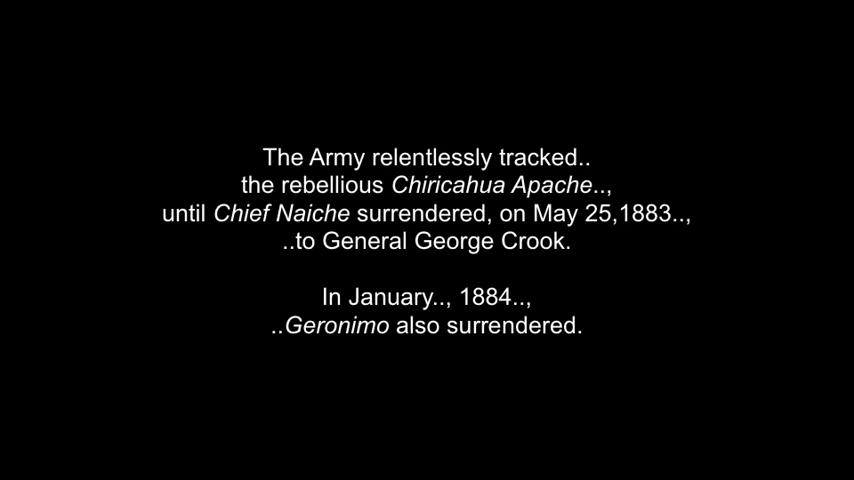 The Army relentlessly tracked..
the rebellious Chiricahua Apache..,
until Chief Naiche surrendered, on May 25,1883..,
..to General George Crook.
In January.., 1884..,
..Geronimo also surrendered.